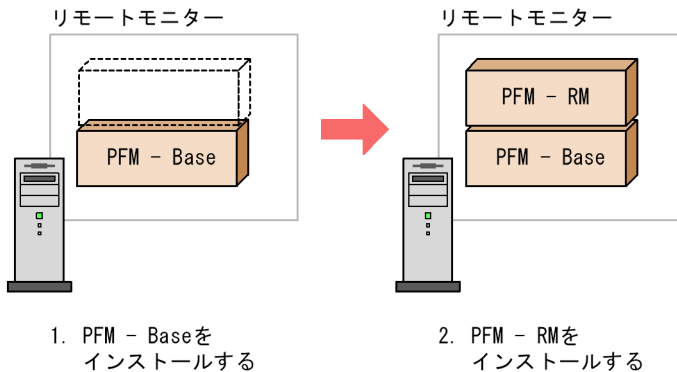 リモートモニター
リモートモニター
PFM - RM
PFM - Base
PFM - Base
1. PFM - Baseを
インストールする
2. PFM - RMを
インストールする